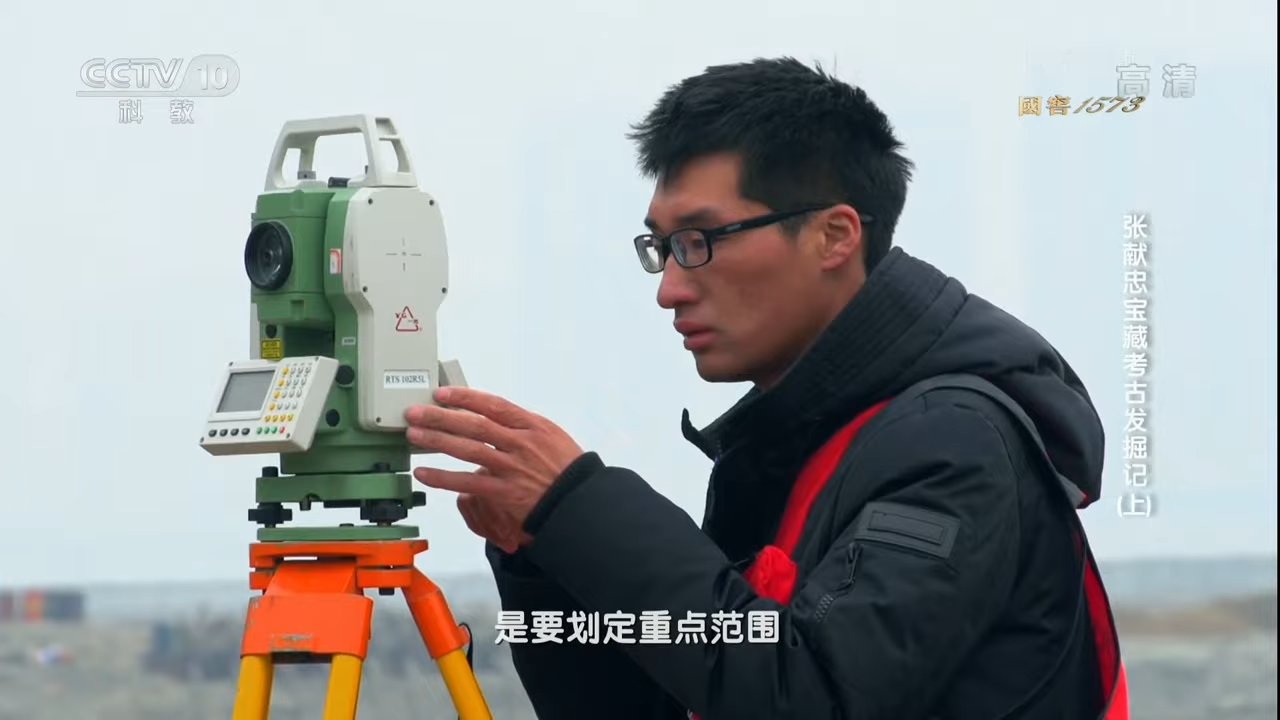 CCTV 10
科教
高清
國窖1573
张献忠宝藏考古发掘记(上)
RTS 102R5L
是要划定重点范围